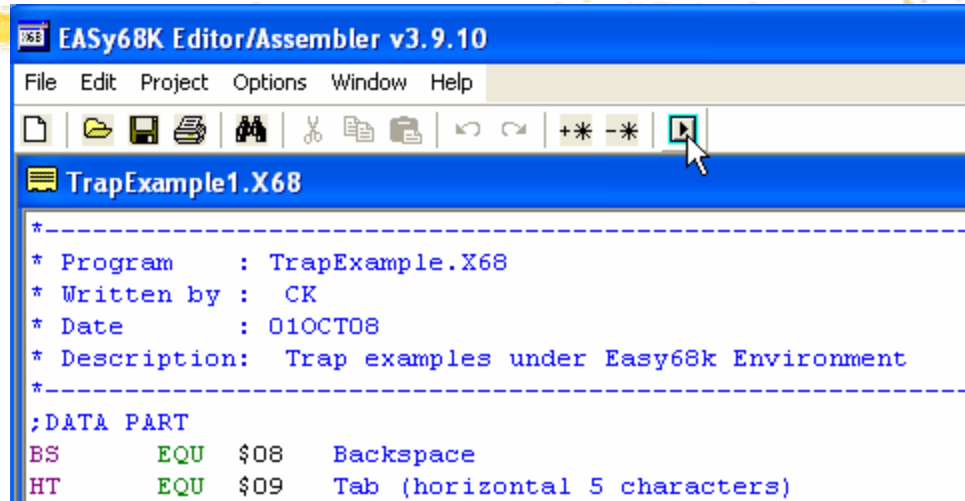 X68 EASy68K Editor/Assembler v3.9.10
File Edit Project Options Window Help
+* -*
TrapExample1.X68
*-----------------------------------------------------------
* Program : TrapExample.X68
* Written by : CK
* Date : 01OCT08
* Description: Trap examples under Easy68k Environment
*-----------------------------------------------------------
;DATA PART
BS EQU $08 Backspace
HT EQU $09 Tab (horizontal 5 characters)